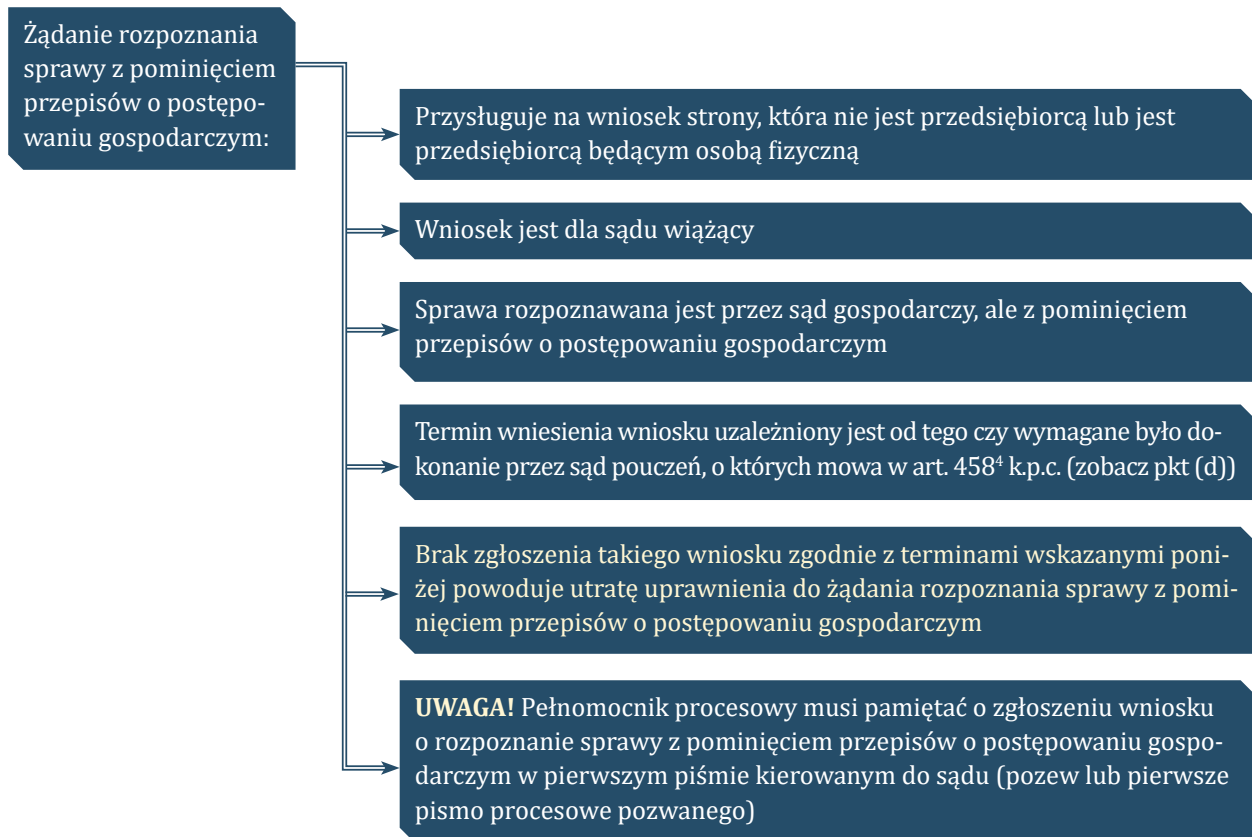 Żądanie rozpoznania
sprawy z pominięciem
przepisów o postępo-
waniu gospodarczym:
Przysługuje na wniosek strony, która nie jest przedsiębiorcą lub jest
przedsiębiorcą będącym osobą fizyczną
Wniosek jest dla sądu wiążący
Sprawa rozpoznawana jest przez sąd gospodarczy, ale z pominięciem
przepisów o postępowaniu gospodarczym
Termin wniesienia wniosku uzależniony jest od tego czy wymagane było do-
konanie przez sąd pouczeń, o których mowa w art. 458⁴ k.p.c. (zobacz pkt (d))
Brak zgłoszenia takiego wniosku zgodnie z terminami wskazanymi poni-
żej powoduje utratę uprawnienia do żądania rozpoznania sprawy z pomi-
nięciem przepisów o postępowaniu gospodarczym
UWAGA! Pełnomocnik procesowy musi pamiętać o zgłoszeniu wniosku
o rozpoznanie sprawy z pominięciem przepisów o postępowaniu gospo-
darczym w pierwszym piśmie kierowanym do sądu (pozew lub pierwsze
pismo procesowe pozwanego)